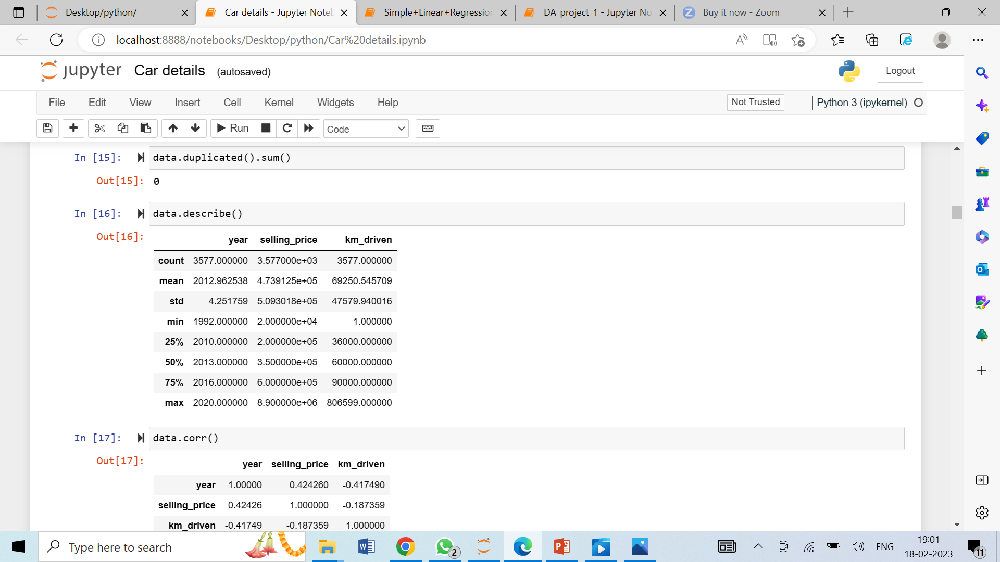 Desktop/python/ Car details - Jupyter Noteb Simple+Linear+Regression DA_project_1 - Jupyter No Buy it now - Zoom
localhost:8888/notebooks/Desktop/python/Car%20details.ipynb
jupyter Car details (autosaved) Logout
File Edit View Insert Cell Kernel Widgets Help Not Trusted Python 3 (ipykernel)
Run Code
In [15]: data.duplicated().sum()
Out[15]: 0
In [16]: data.describe()
Out[16]:
year selling_price km_driven
count 3577.000000 3.577000e+03 3577.000000
mean 2012.962538 4.739125e+05 69250.545709
std 4.251759 5.093018e+05 47579.940016
min 1992.000000 2.000000e+04 1.000000
25% 2010.000000 2.000000e+05 36000.000000
50% 2013.000000 3.500000e+05 60000.000000
75% 2016.000000 6.000000e+05 90000.000000
max 2020.000000 8.900000e+06 806599.000000
In [17]: data.corr()
Out[17]:
year selling_price km_driven
year 1.00000 0.424260 -0.417490
selling_price 0.42426 1.000000 -0.187359
km_driven -0.41749 -0.187359 1.000000
Type here to search 2 ENG 19:01
18-02-2023 11